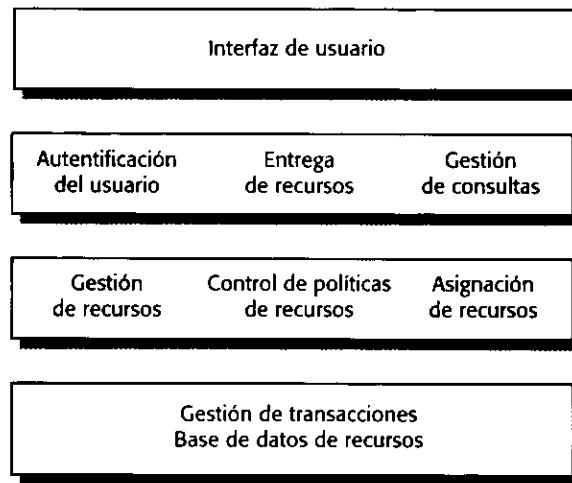 Interfaz de usuario
Autentificación Entrega Gestión
del usuario de recursos de consultas
Gestión Control de políticas Asignación
de recursos de recursos de recursos
Gestión de transacciones
Base de datos de recursos